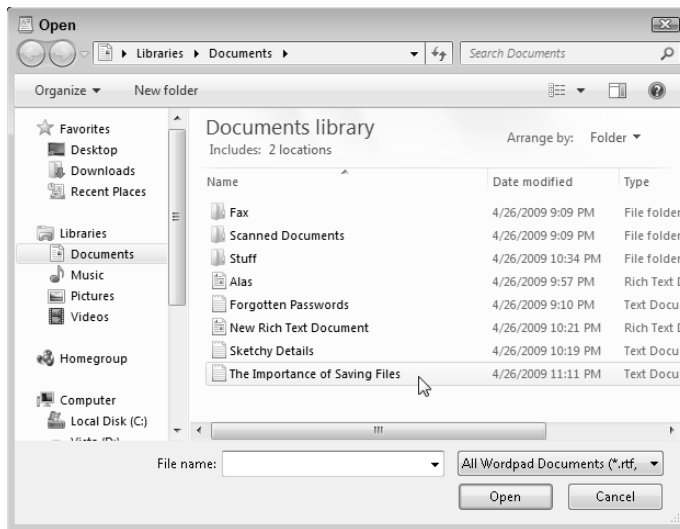 Open
Libraries Documents
Search Documents
Organize New folder
Favorites
Desktop
Downloads
Recent Places
Libraries
Documents
Music
Pictures
Videos
Homegroup
Computer
Local Disk (C:)
Documents library
Includes: 2 locations
Arrange by: Folder
Name Date modified Type
Fax 4/26/2009 9:09 PM File folder
Scanned Documents 4/26/2009 9:09 PM File folder
Stuff 4/26/2009 10:34 PM File folder
Alas 4/26/2009 9:57 PM Rich Text D
Forgotten Passwords 4/26/2009 9:10 PM Text Docu
New Rich Text Document 4/26/2009 10:21 PM Rich Text D
Sketchy Details 4/26/2009 10:19 PM Text Docu
The Importance of Saving Files 4/26/2009 11:11 PM Text Docu
File name: All Wordpad Documents (*.rtf,
Open Cancel